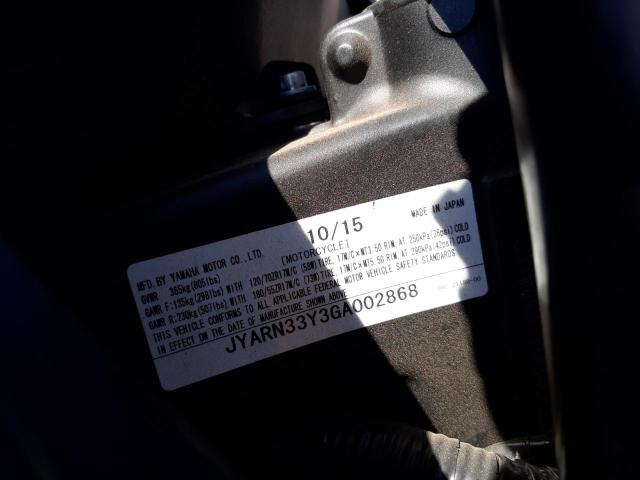 10/15
MADE IN JAPAN
MFD. BY YAMAHA MOTOR CO., LTD. [MOTORCYCLE]
GVWR 365kg(805lbs)
GAWR F:135kg(298lbs)WITH 120/70ZR17M/C (58W)TIRE, 17M/C×MT3.50 RIM, AT 250kPa(36psi)COLD
GAWR R:230kg(507lbs)WITH 180/55ZR17M/C (73W)TIRE, 17M/C×MT5.50 RIM, AT 290kPa(42psi)COLD
THIS VEHICLE CONFORMS TO ALL APPLICABLE FEDERAL MOTOR VEHICLE SAFETY STANDARDS
IN EFFECT ON THE DATE OF MANUFACTURE SHOWN ABOVE.
JYARN33Y3GA002868